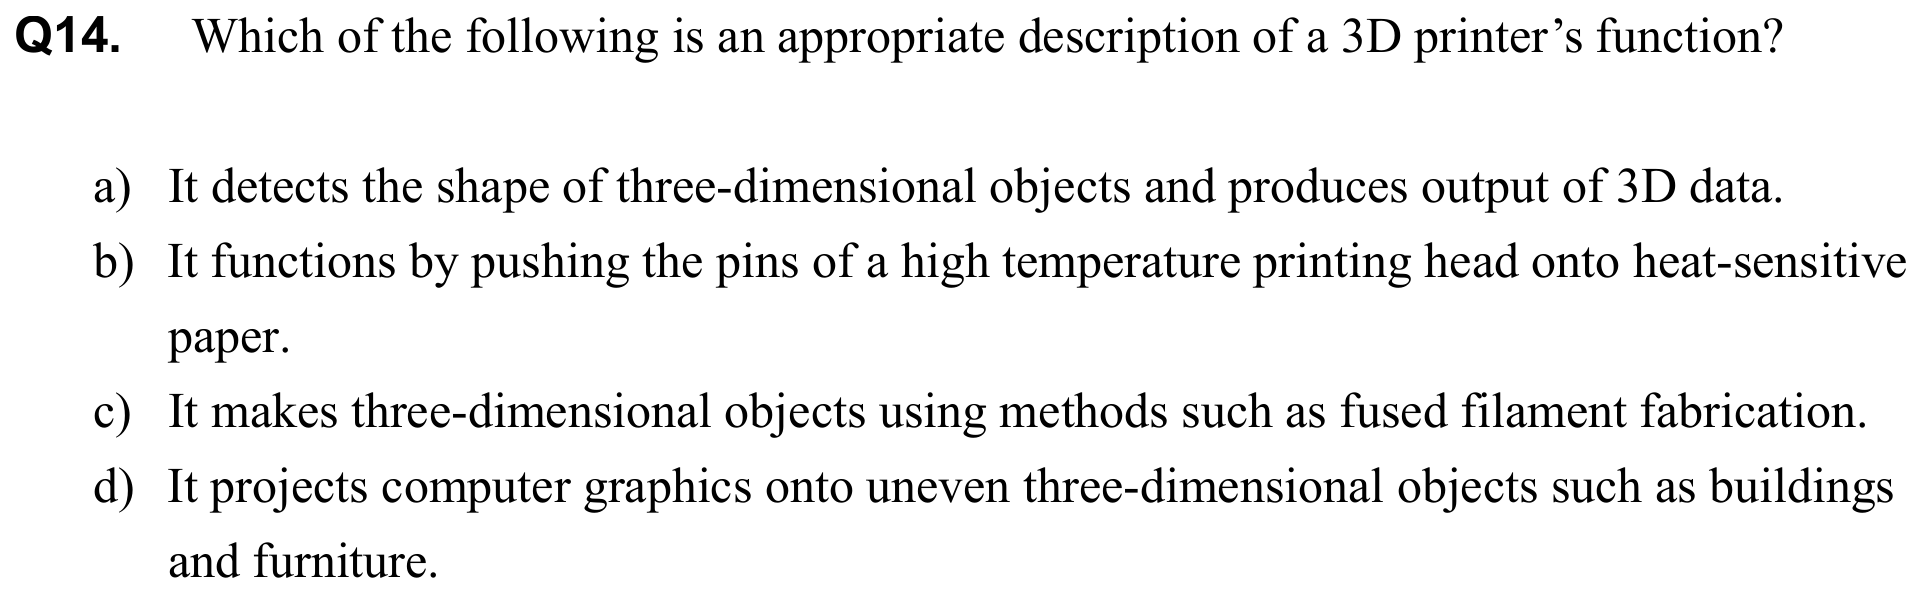 Q14. Which of the following is an appropriate description of a 3D printer’s function?
a) It detects the shape of three-dimensional objects and produces output of 3D data.
b) It functions by pushing the pins of a high temperature printing head onto heat-sensitive
paper.
c) It makes three-dimensional objects using methods such as fused filament fabrication.
d) It projects computer graphics onto uneven three-dimensional objects such as buildings
and furniture.